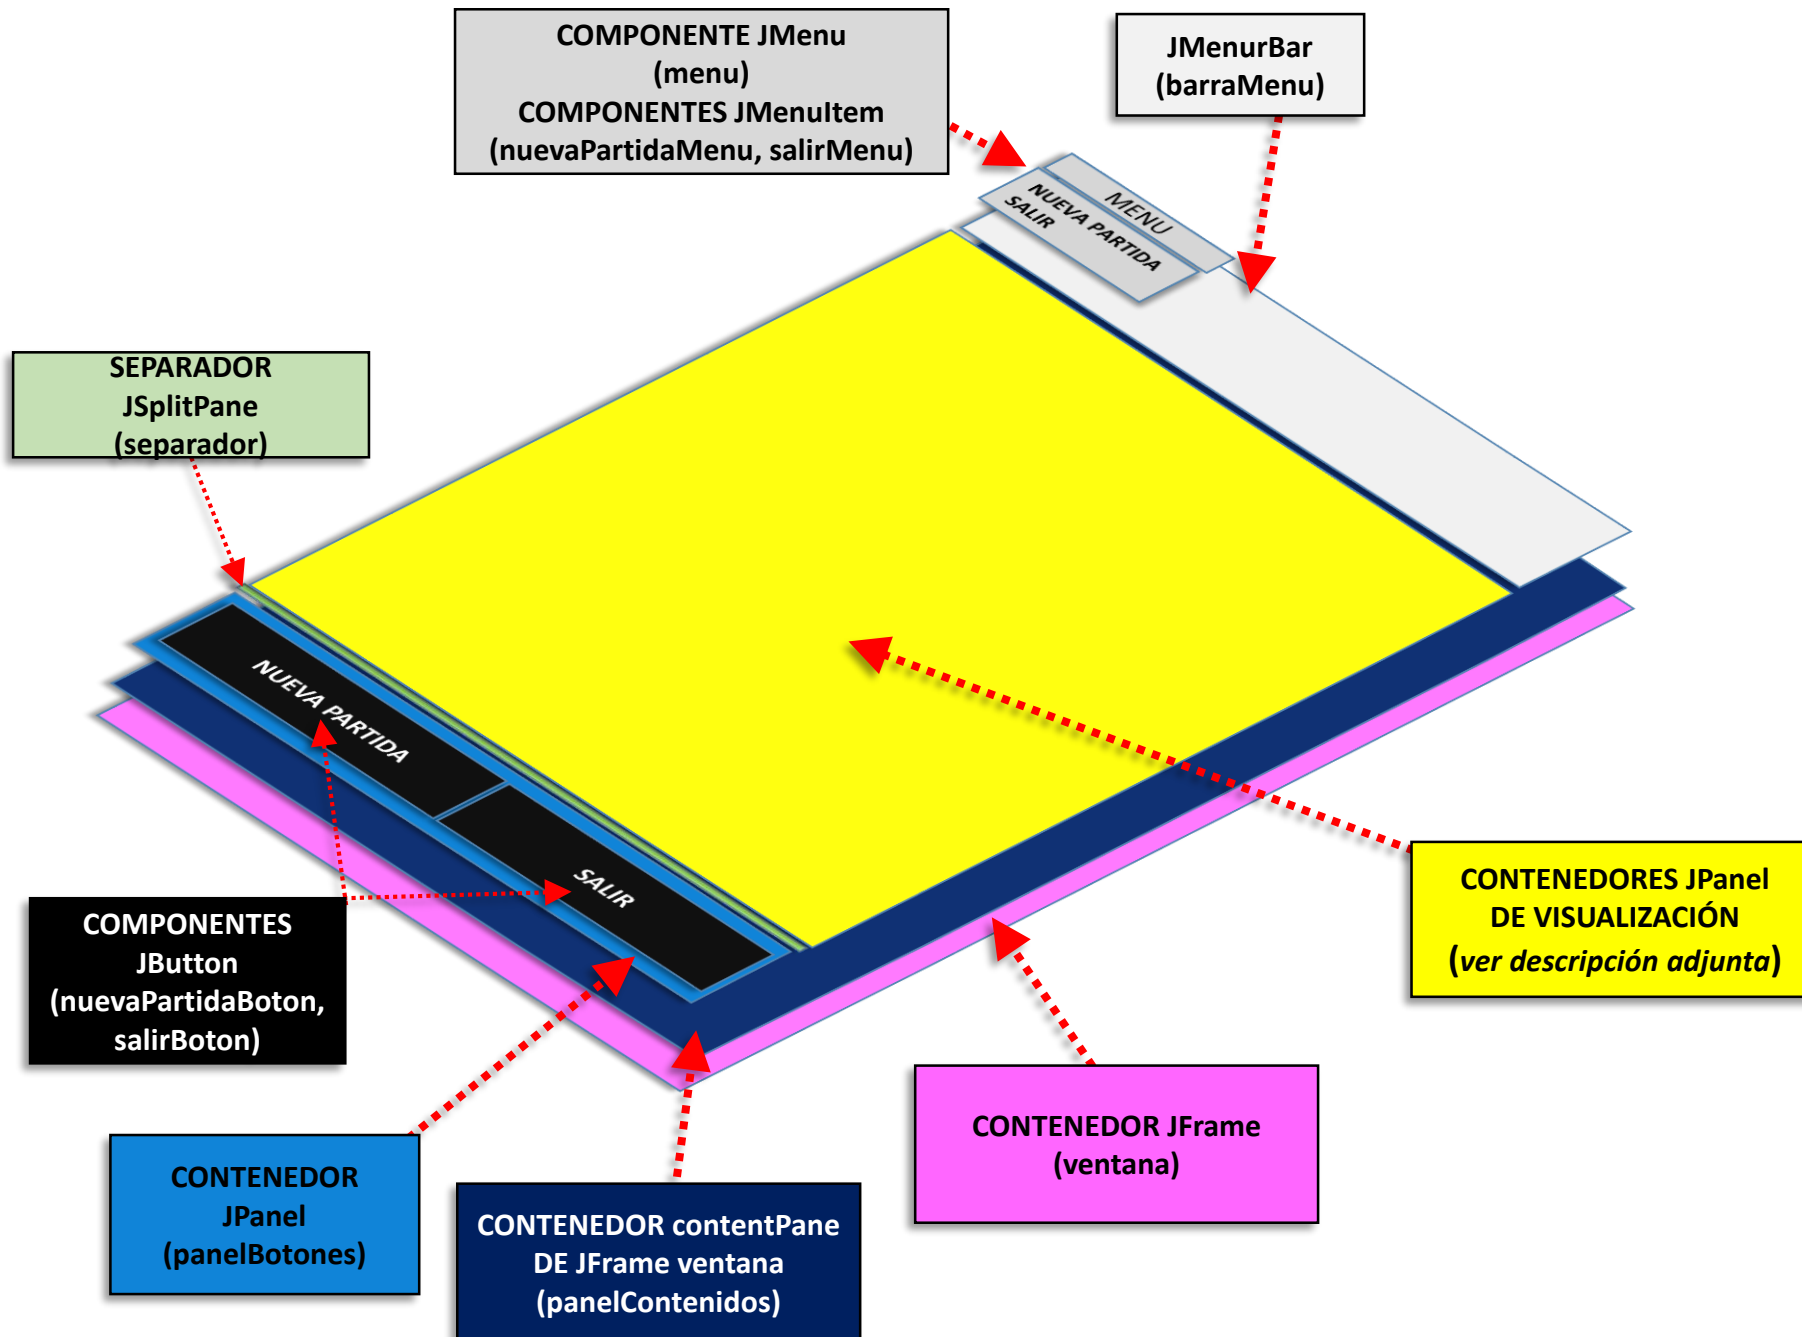 COMPONENTE JMenu
(menu)
COMPONENTES JMenuItem
(nuevaPartidaMenu, salirMenu)
JMenurBar
(barraMenu)
MENU
NUEVA PARTIDA
SALIR
SEPARADOR
JSplitPane
(separador)
NUEVA PARTIDA
SALIR
COMPONENTES
JButton
(nuevaPartidaBoton,
salirBoton)
CONTENEDORES JPanel
DE VISUALIZACIÓN
(ver descripción adjunta)
CONTENEDOR JFrame
(ventana)
CONTENEDOR
JPanel
(panelBotones)
CONTENEDOR contentPane
DE JFrame ventana
(panelContenidos)